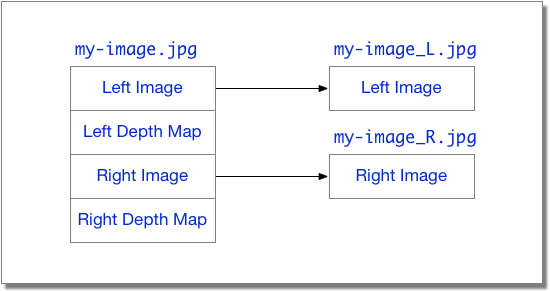 my-image.jpg
Left Image
Left Depth Map
Right Image
Right Depth Map
my-image_L.jpg
Left Image
my-image_R.jpg
Right Image